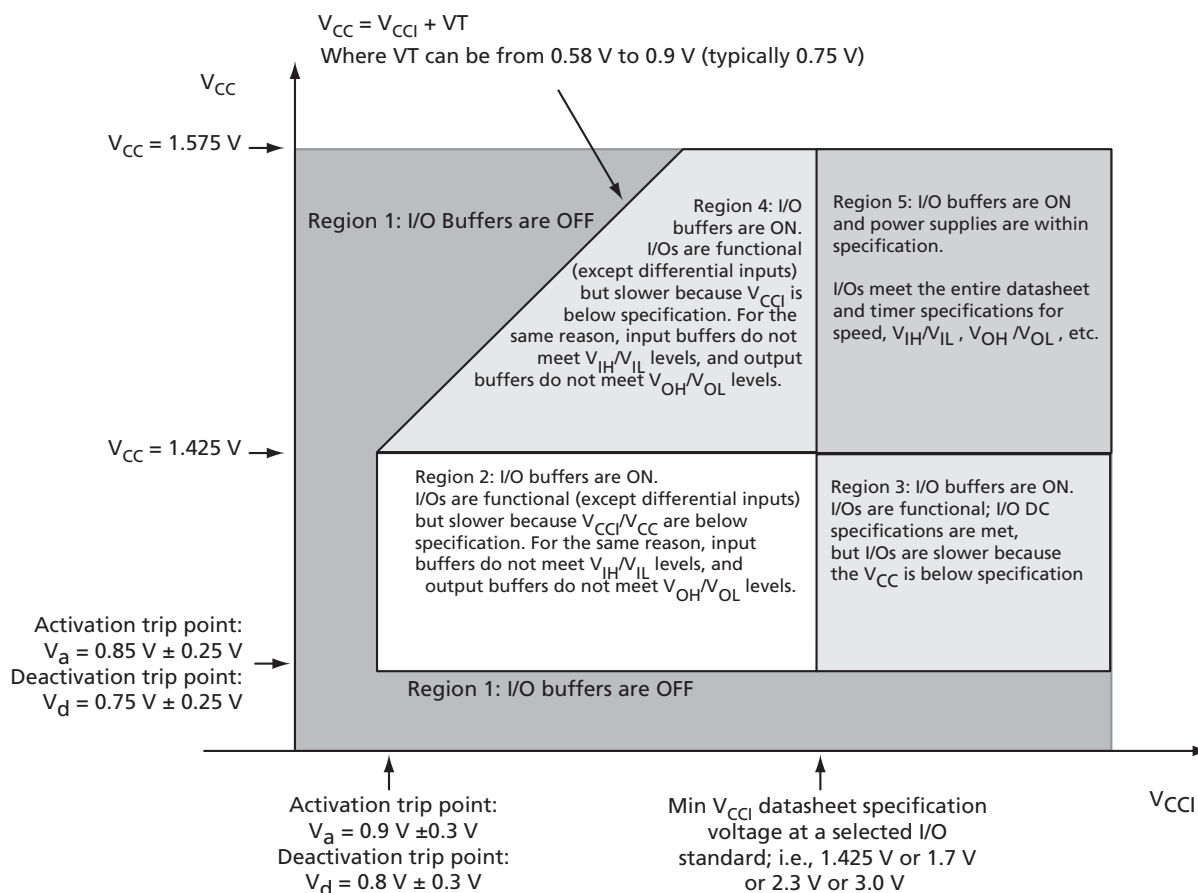 VCC = VCCI + VT
Where VT can be from 0.58 V to 0.9 V (typically 0.75 V)
VCC
VCC = 1.575 V
Region 1: I/O Buffers are OFF
Region 4: I/O
buffers are ON.
I/Os are functional
(except differential inputs)
but slower because VCCI is
below specification. For the
same reason, input buffers do not
meet VIH/VIL levels, and output
buffers do not meet VOH/VOL levels.
Region 5: I/O buffers are ON
and power supplies are within
specification.
I/Os meet the entire datasheet
and timer specifications for
speed, VIH/VIL , VOH /VOL , etc.
VCC = 1.425 V
Region 2: I/O buffers are ON.
I/Os are functional (except differential inputs)
but slower because VCCI/VCC are below
specification. For the same reason, input
buffers do not meet VIH/VIL levels, and
output buffers do not meet VOH/VOL levels.
Region 3: I/O buffers are ON.
I/Os are functional; I/O DC
specifications are met,
but I/Os are slower because
the VCC is below specification
Activation trip point:
Va = 0.85 V ± 0.25 V
Deactivation trip point:
Vd = 0.75 V ± 0.25 V
Region 1: I/O buffers are OFF
Activation trip point:
Va = 0.9 V ±0.3 V
Deactivation trip point:
Vd = 0.8 V ± 0.3 V
Min VCCI datasheet specification
voltage at a selected I/O
standard; i.e., 1.425 V or 1.7 V
or 2.3 V or 3.0 V
VCCI